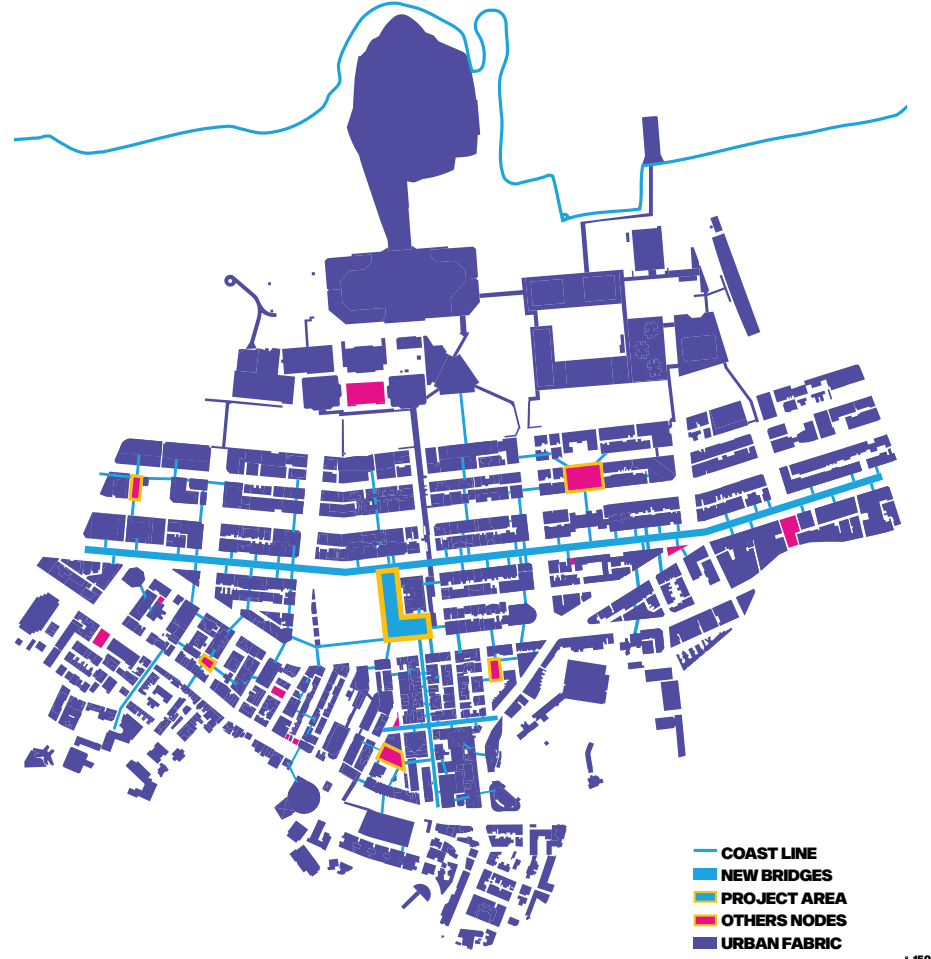 COAST LINE
NEW BRIDGES
PROJECT AREA
OTHERS NODES
URBAN FABRIC